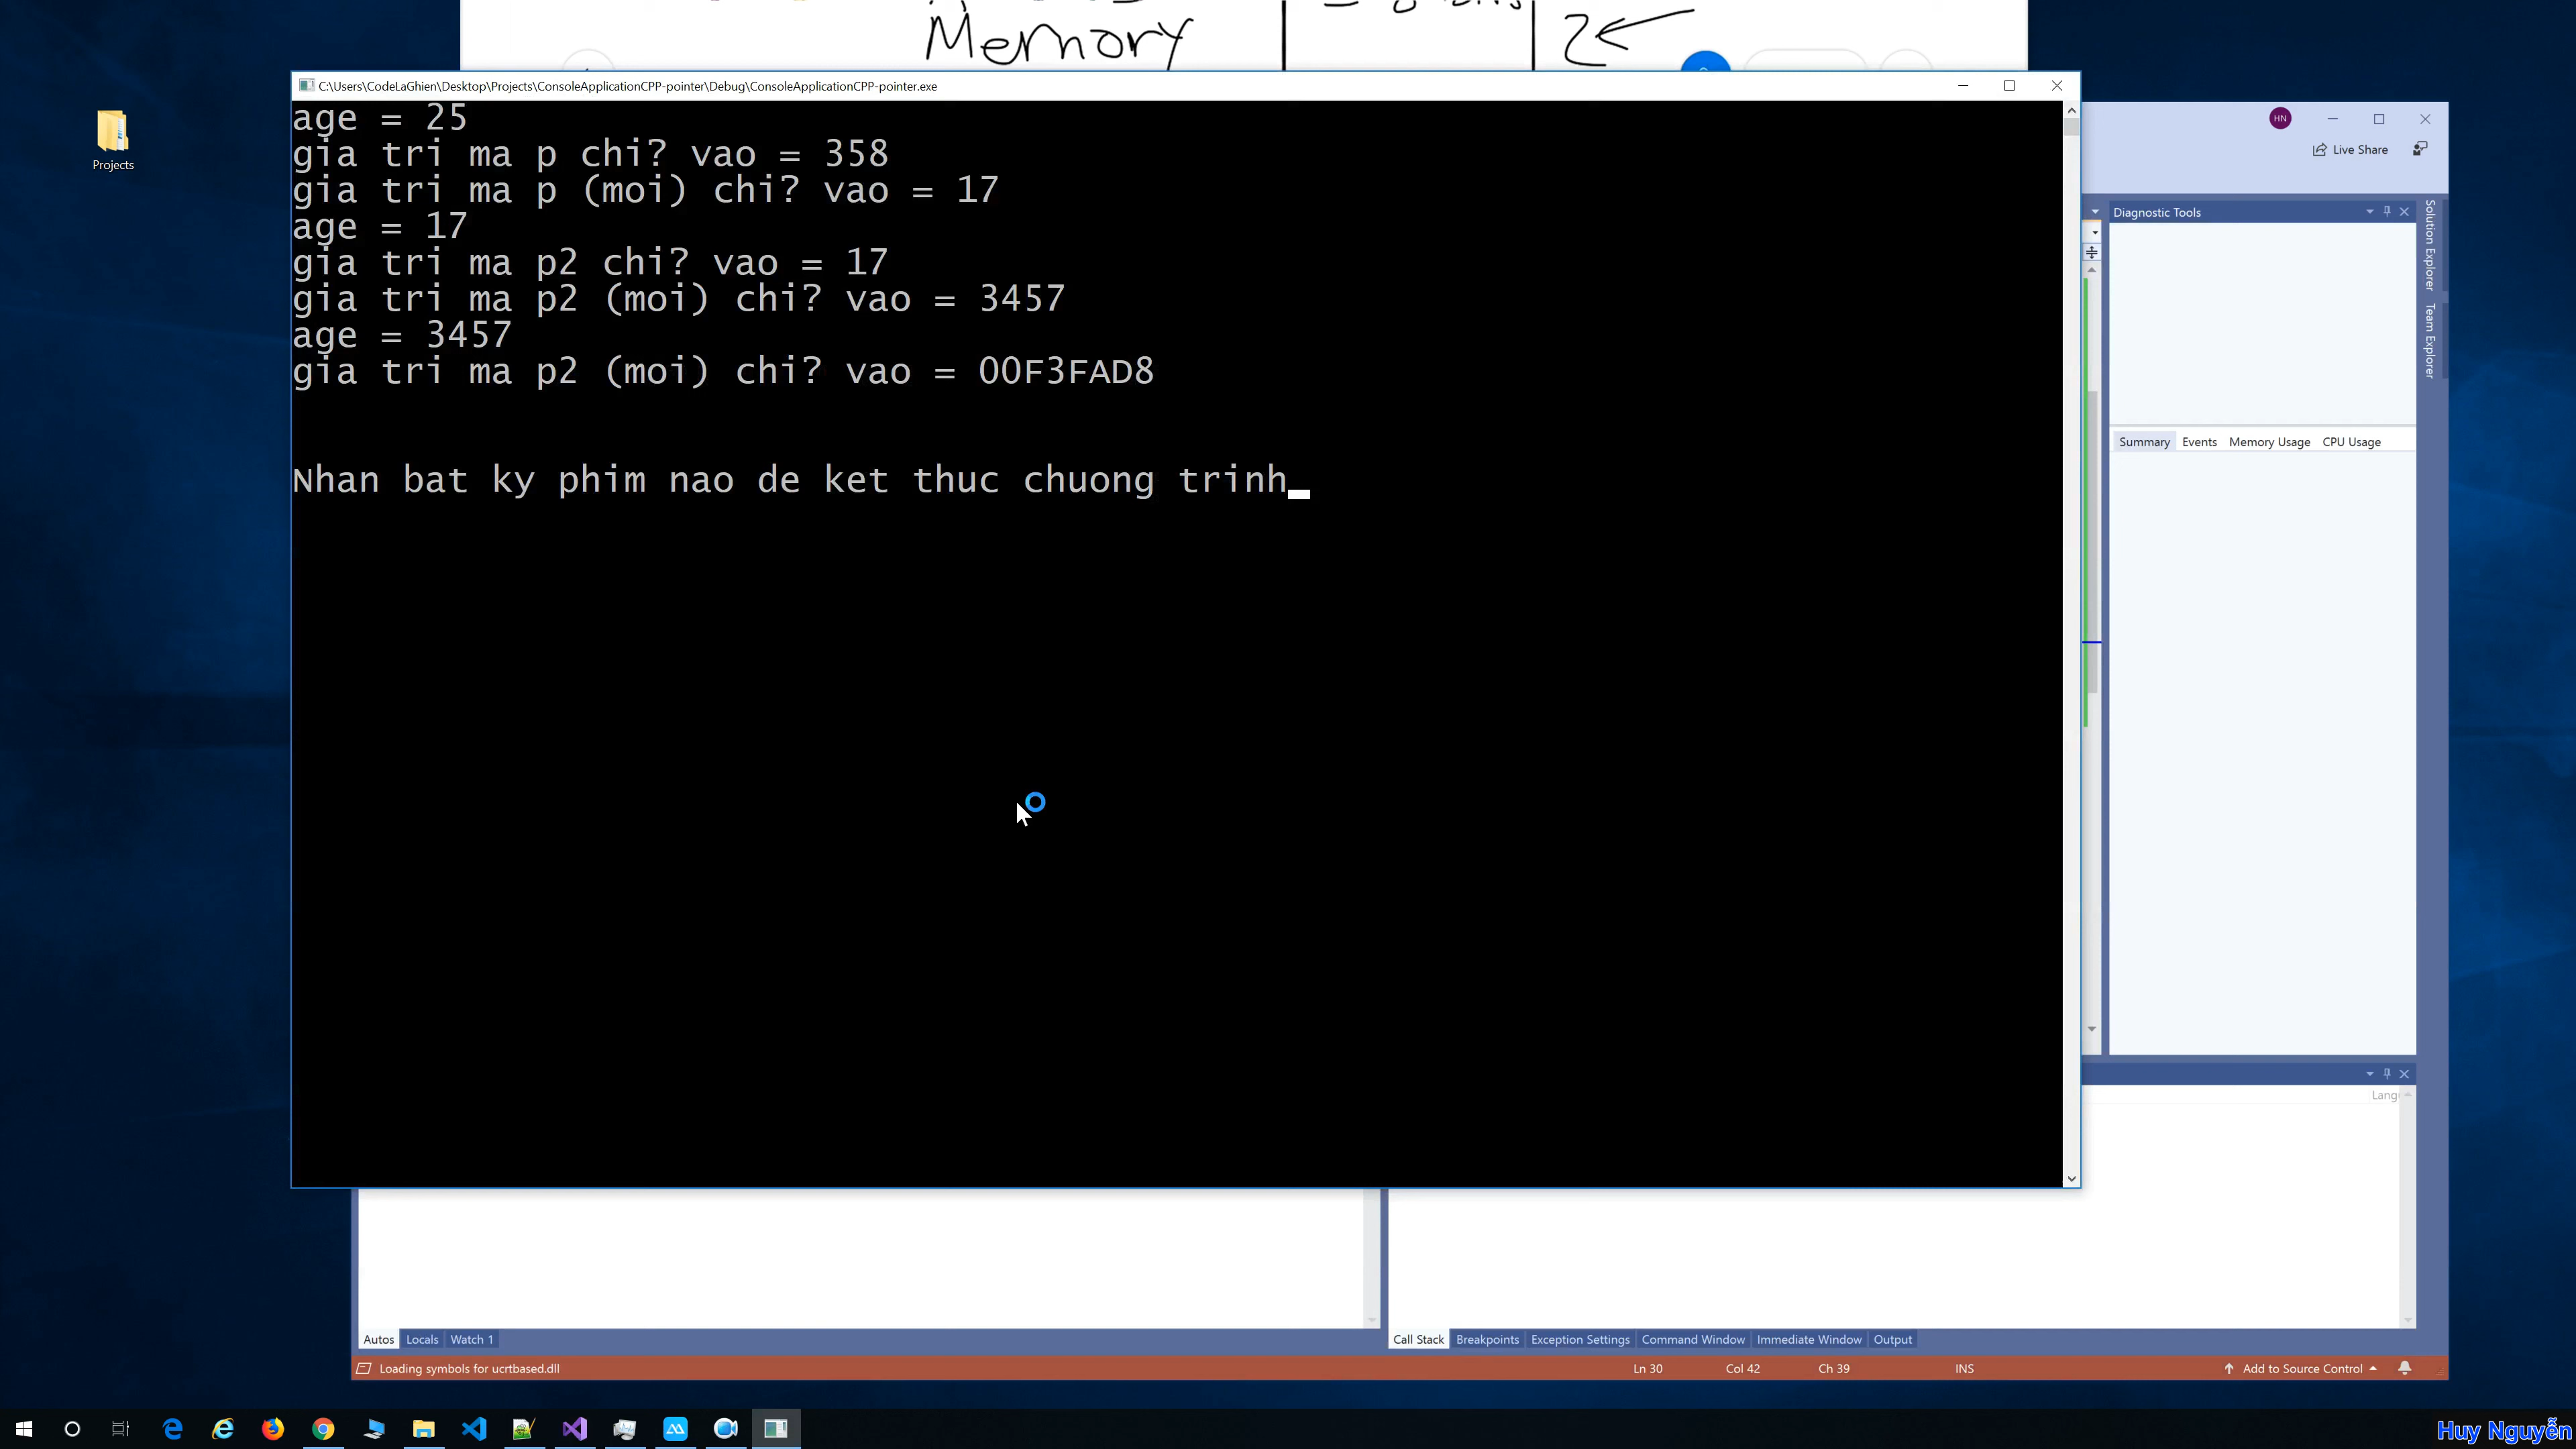 Memory
2
C:\Users\CodeLaGhien\Desktop\Projects\ConsoleApplicationCPP-pointer\Debug\ConsoleApplicationCPP-pointer.exe
age = 25
gia tri ma p chi? vao = 358
gia tri ma p (moi) chi? vao = 17
age = 17
gia tri ma p2 chi? vao = 17
gia tri ma p2 (moi) chi? vao = 3457
age = 3457
gia tri ma p2 (moi) chi? vao = 00F3FAD8
Nhan bat ky phim nao de ket thuc chuong trinh
Projects
HN
Live Share
Diagnostic Tools
Solution Explorer
Team Explorer
Summary Events Memory Usage CPU Usage
Lang
Autos Locals Watch 1
Call Stack Breakpoints Exception Settings Command Window Immediate Window Output
Loading symbols for ucrtbased.dll Ln 30 Col 42 Ch 39 INS Add to Source Control
Huy Nguyễn